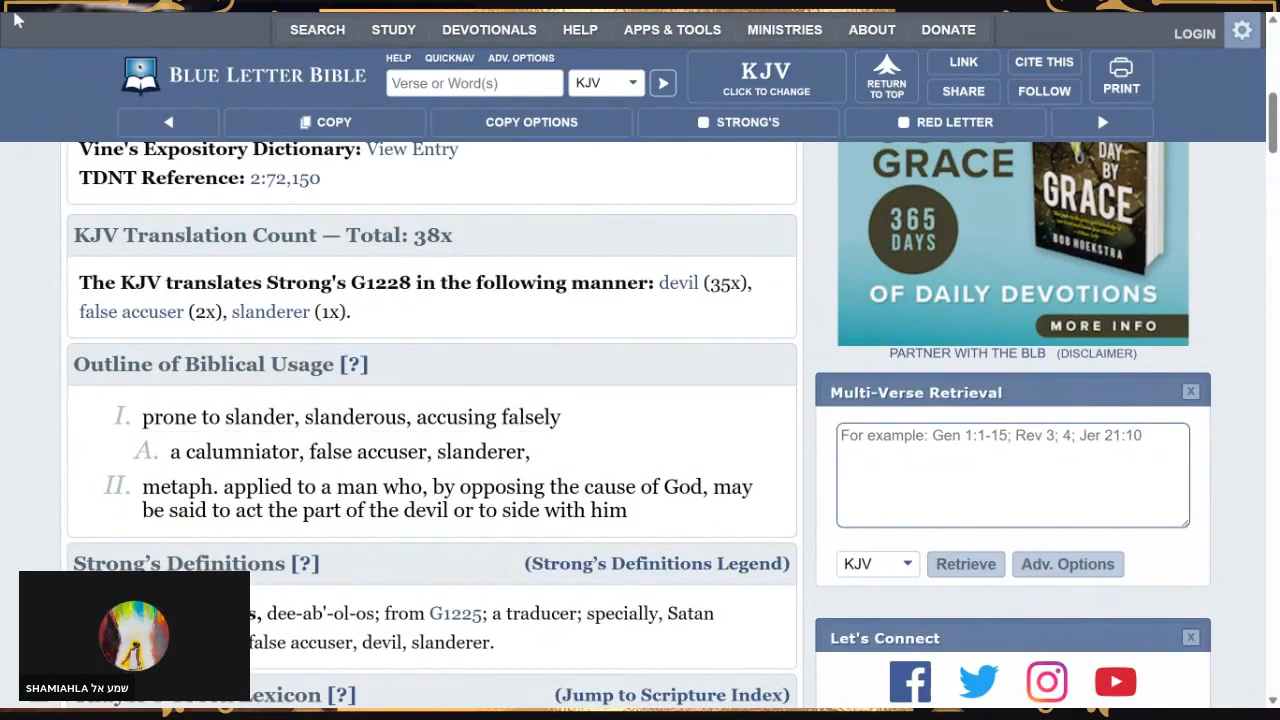 SEARCH STUDY DEVOTIONALS HELP APPS & TOOLS MINISTRIES ABOUT DONATE LOGIN
HELP QUICKNAV ADV. OPTIONS
BLUE LETTER BIBLE
Verse or Word(s) KJV
KJV
CLICK TO CHANGE
RETURN
TO TOP
LINK
SHARE
CITE THIS
FOLLOW
PRINT
COPY COPY OPTIONS STRONG'S RED LETTER
Vine's Expository Dictionary: View Entry
TDNT Reference: 2:72,150
KJV Translation Count — Total: 38x
The KJV translates Strong's G1228 in the following manner: devil (35x),
false accuser (2x), slanderer (1x).
Outline of Biblical Usage [?]
I. prone to slander, slanderous, accusing falsely
A. a calumniator, false accuser, slanderer,
II. metaph. applied to a man who, by opposing the cause of God, may
be said to act the part of the devil or to side with him
Strong's Definitions [?] (Strong's Definitions Legend)
dee-ab'-ol-os; from G1225; a traducer; specially, Satan
false accuser, devil, slanderer.
Lexicon [?] (Jump to Scripture Index)
SHAMIAHLA שמע אל
GRACE
365
DAYS
DAY
BY
GRACE
BOB HOEKSTRA
OF DAILY DEVOTIONS
MORE INFO
PARTNER WITH THE BLB (DISCLAIMER)
Multi-Verse Retrieval X
For example: Gen 1:1-15; Rev 3; 4; Jer 21:10
KJV Retrieve Adv. Options
Let's Connect X